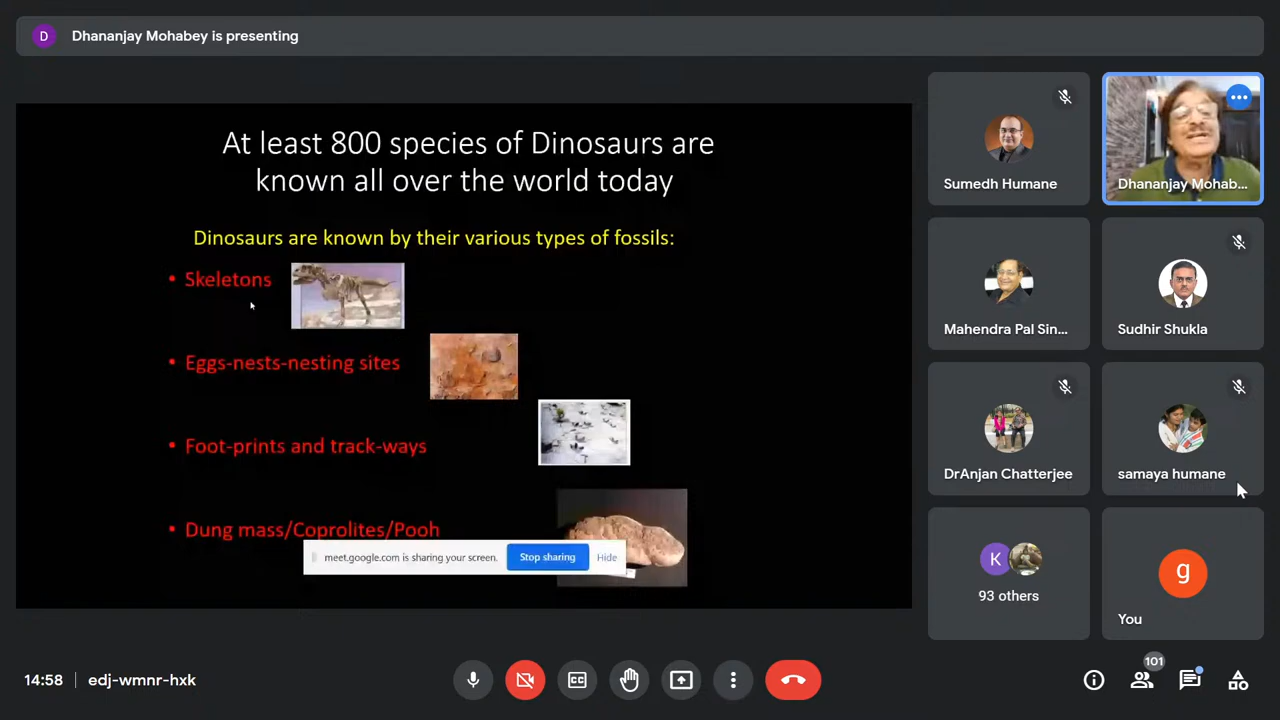 D
Dhananjay Mohabey is presenting
At least 800 species of Dinosaurs are
known all over the world today
Dinosaurs are known by their various types of fossils:
• Skeletons
• Eggs-nests-nesting sites
• Foot-prints and track-ways
• Dung mass/Coprolites/Pooh
meet.google.com is sharing your screen.
Stop sharing
Hide
Sumedh Humane
Dhananjay Mohab...
Mahendra Pal Sin...
Sudhir Shukla
DrAnjan Chatterjee
samaya humane
K
93 others
g
You
14:58
edj-wmnr-hxk
101